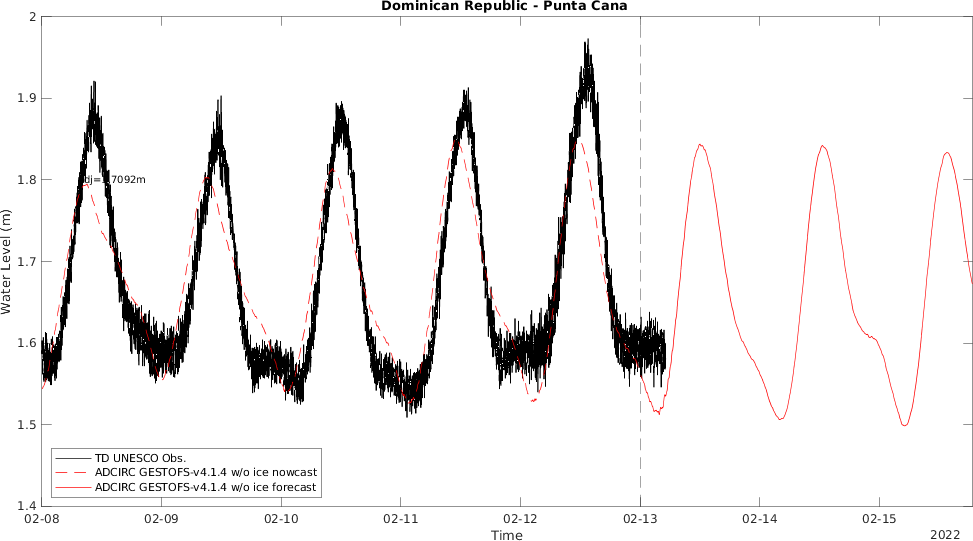 Dominican Republic - Punta Cana
2
1.9
1.8
1.7
1.6
1.5
1.4
Water Level (m)
7092m
TD UNESCO Obs.
ADCIRC GESTOFS-v4.1.4 w/o ice nowcast
ADCIRC GESTOFS-v4.1.4 w/o ice forecast
02-08 02-09 02-10 02-11 02-12 02-13 02-14 02-15
Time
2022